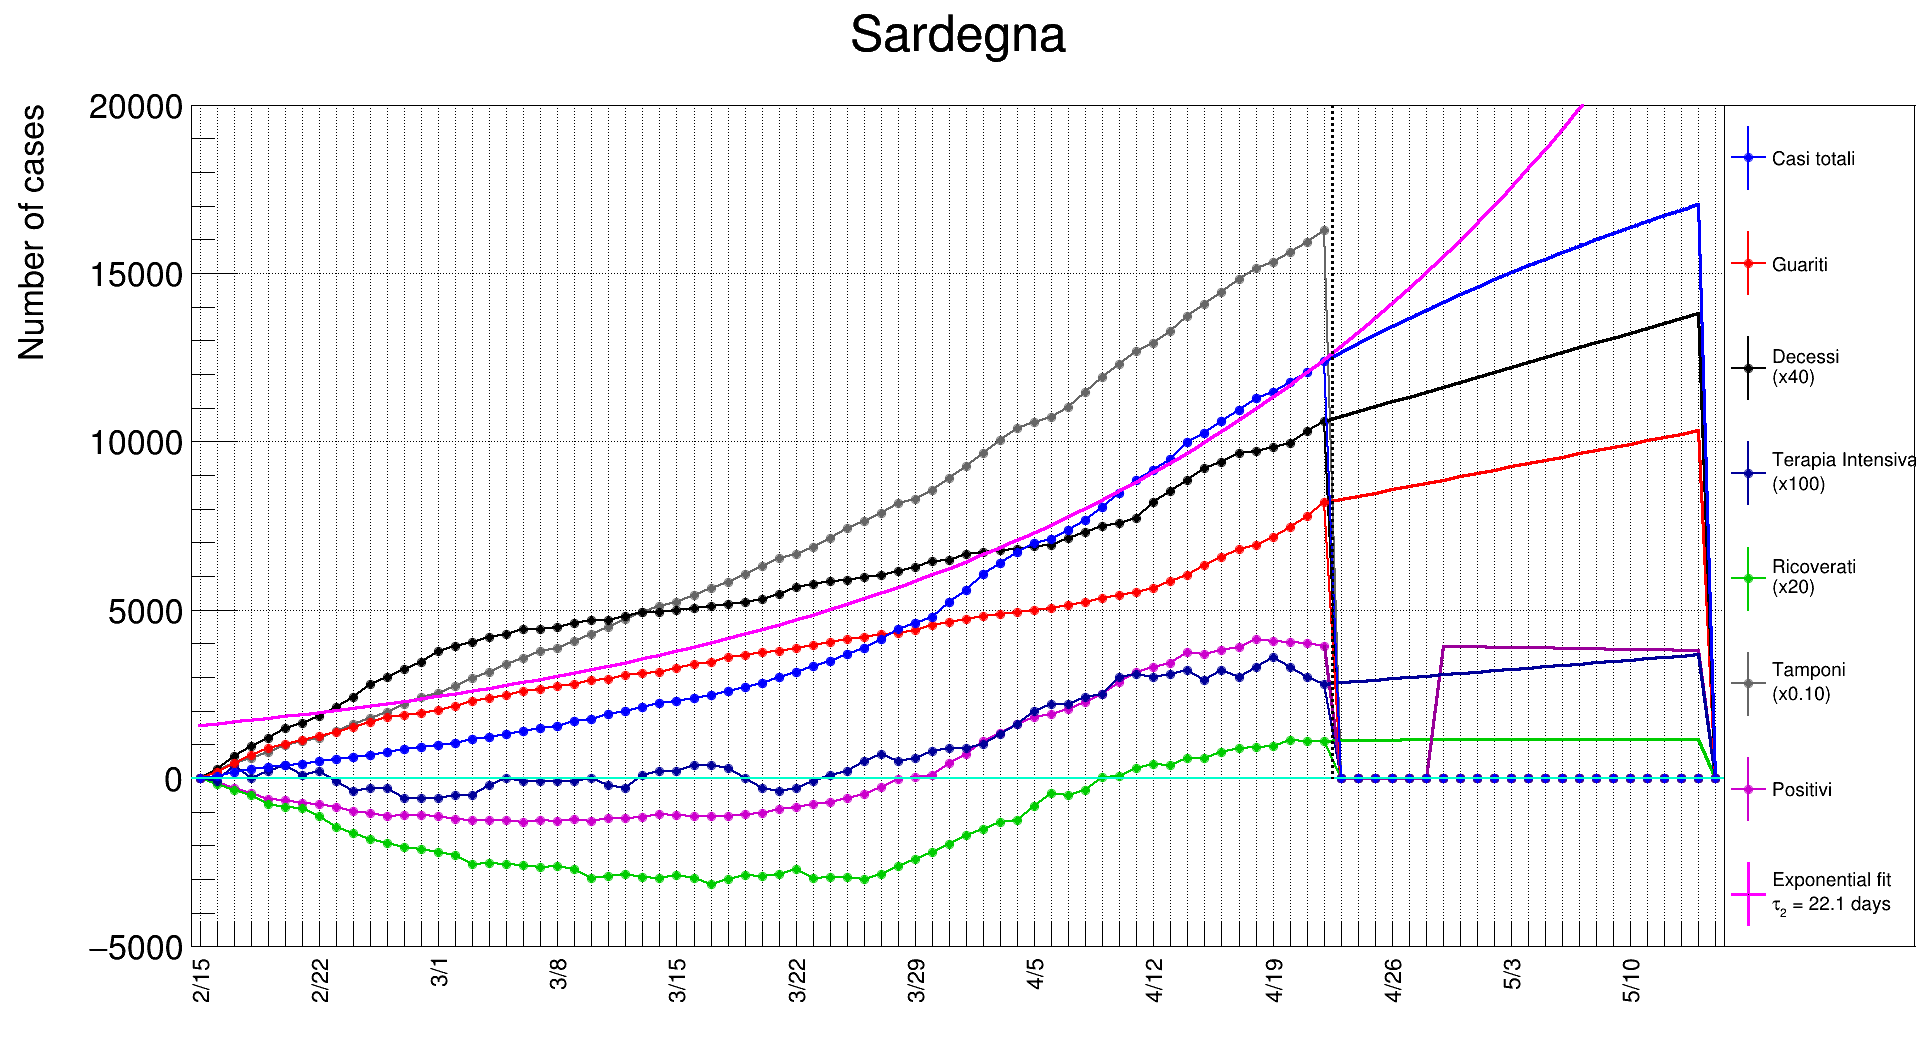 Sardegna
Number of cases
20000
15000
10000
5000
0
−5000
2/15
2/22
3/1
3/8
3/15
3/22
3/29
4/5
4/12
4/19
4/26
5/3
5/10
Casi totali
Guariti
Decessi
(x40)
Terapia Intensiva
(x100)
Ricoverati
(x20)
Tamponi
(x0.10)
Positivi
Exponential fit
τ2 = 22.1 days